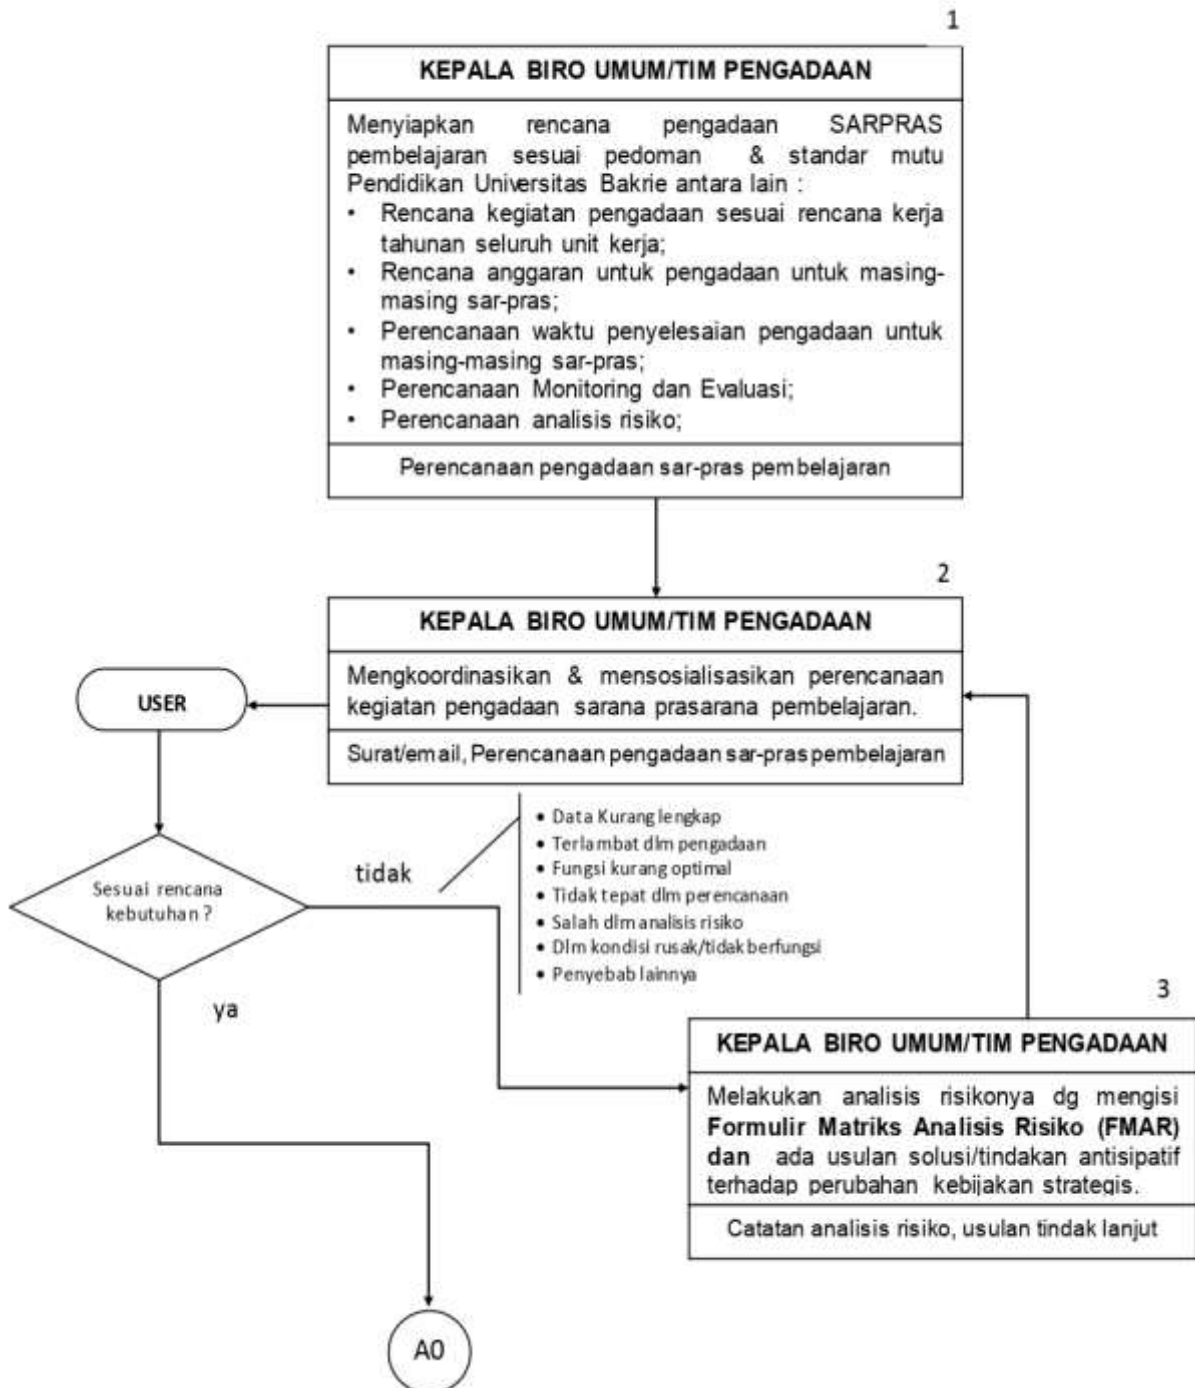 1
KEPALA BIRO UMUM/TIM PENGADAAN
Menyiapkan rencana pengadaan SARPRAS
pembelajaran sesuai pedoman & standar mutu
Pendidikan Universitas Bakrie antara lain :
• Rencana kegiatan pengadaan sesuai rencana kerja
tahunan seluruh unit kerja;
• Rencana anggaran untuk pengadaan untuk masing-
masing sar-pras;
• Perencanaan waktu penyelesaian pengadaan untuk
masing-masing sar-pras;
• Perencanaan Monitoring dan Evaluasi;
• Perencanaan analisis risiko;
Perencanaan pengadaan sar-pras pembelajaran
2
KEPALA BIRO UMUM/TIM PENGADAAN
Mengkoordinasikan & mensosialisasikan perencanaan
kegiatan pengadaan sarana prasarana pembelajaran.
Surat/email, Perencanaan pengadaan sar-pras pembelajaran
USER
Sesuai rencana
kebutuhan ?
tidak
• Data Kurang lengkap
• Terlambat dlm pengadaan
• Fungsi kurang optimal
• Tidak tepat dlm perencanaan
• Salah dlm analisis risiko
• Dlm kondisi rusak/tidak berfungsi
• Penyebab lainnya
ya
3
KEPALA BIRO UMUM/TIM PENGADAAN
Melakukan analisis risikonya dg mengisi
Formulir Matriks Analisis Risiko (FMAR)
dan ada usulan solusi/tindakan antisipatif
terhadap perubahan kebijakan strategis.
Catatan analisis risiko, usulan tindak lanjut
A0